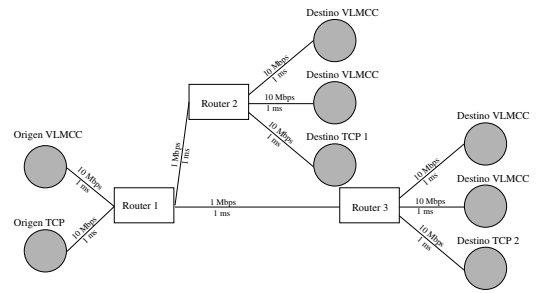 Destino VLMCC
10 Mbps
1 ms
Destino VLMCC
10 Mbps
1 ms
Router 2
Destino TCP 1
10 Mbps
1 ms
Destino VLMCC
10 Mbps
1 ms
Origen VLMCC
1 Mbps
1 ms
10 Mbps
1 ms
Destino VLMCC
10 Mbps
1 ms
Router 1
1 Mbps
1 ms
Router 3
Origen TCP
10 Mbps
1 ms
Destino TCP 2
10 Mbps
1 ms